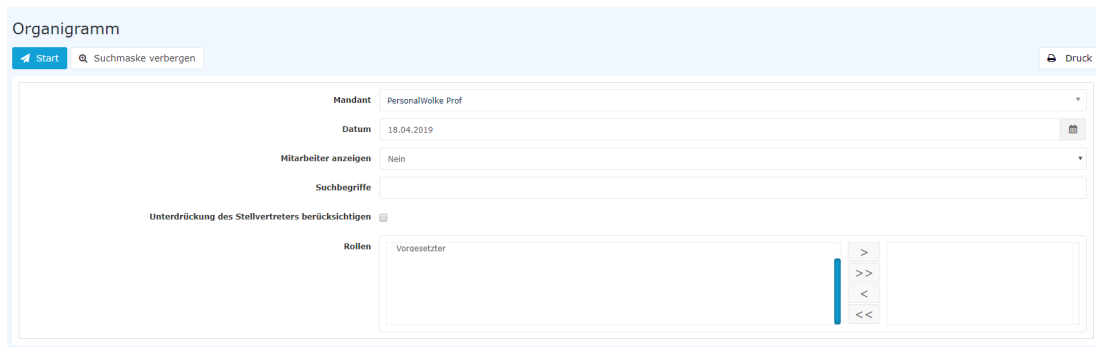 Organigramm
Start Suchmaske verbergen Druck
Mandant PersonalWolke Prof
Datum 18.04.2019
Mitarbeiter anzeigen Nein
Suchbegriffe
Unterdrückung des Stellvertreters berücksichtigen
Rollen Vorgesetzter >
>>
<
<<